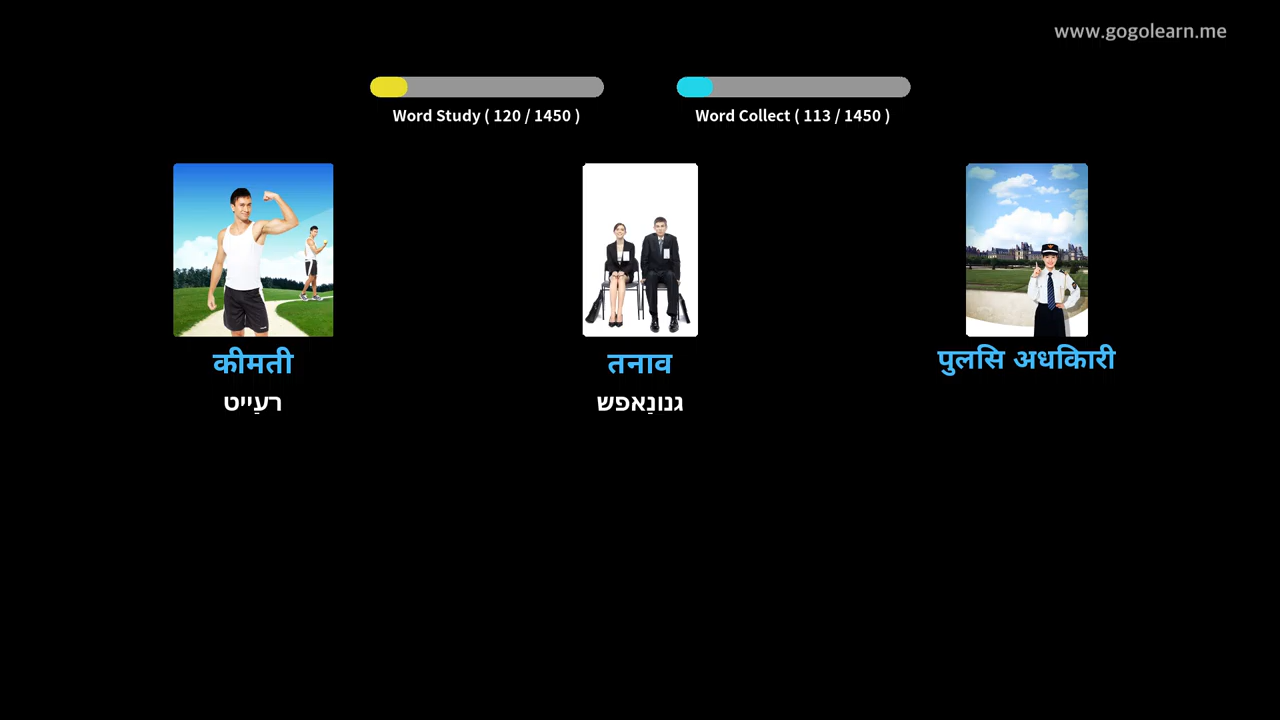 www.gogolearn.me
Word Study ( 120 / 1450 )
Word Collect ( 113 / 1450 )
कीमती
רעַייט
तनाव
גנונַאפש
पुलसि अधकिारी